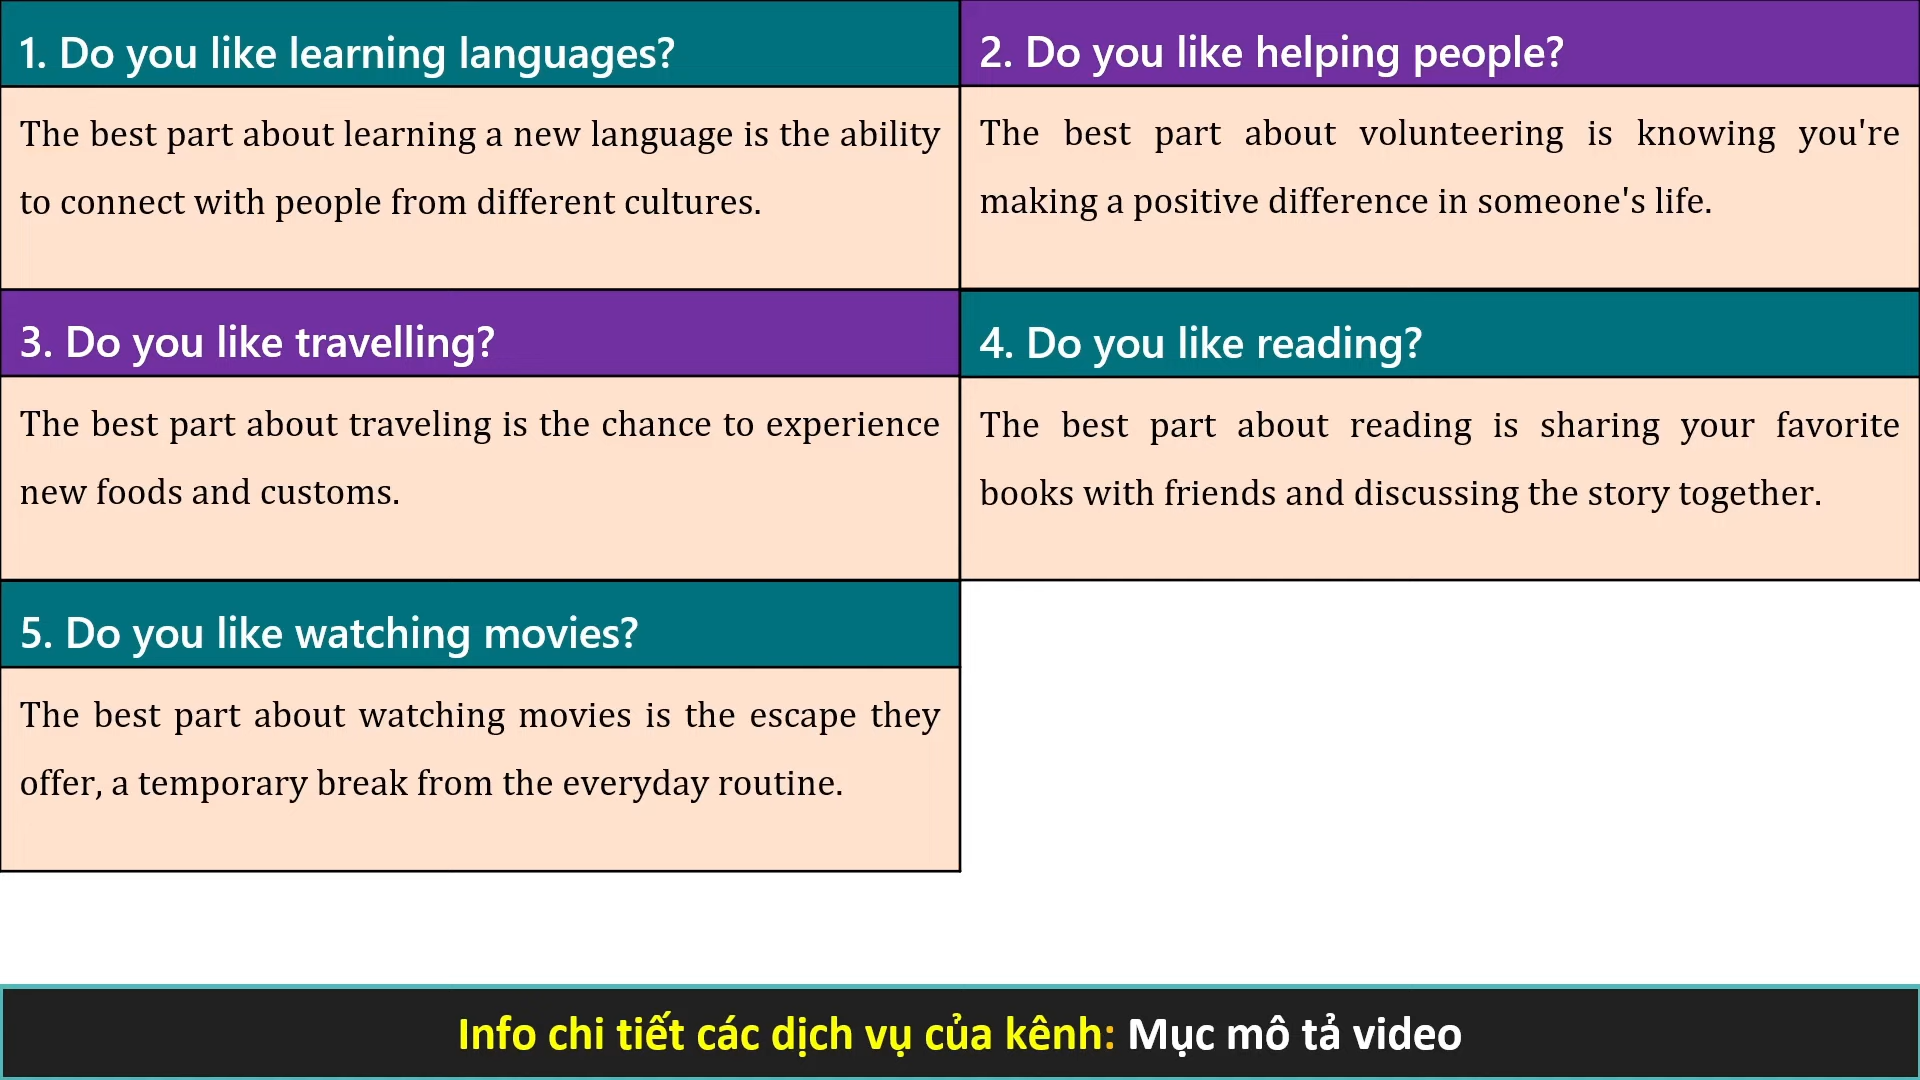 1. Do you like learning languages?
The best part about learning a new language is the ability
to connect with people from different cultures.
2. Do you like helping people?
The best part about volunteering is knowing you're
making a positive difference in someone's life.
3. Do you like travelling?
The best part about traveling is the chance to experience
new foods and customs.
4. Do you like reading?
The best part about reading is sharing your favorite
books with friends and discussing the story together.
5. Do you like watching movies?
The best part about watching movies is the escape they
offer, a temporary break from the everyday routine.
Info chi tiết các dịch vụ của kênh: Mục mô tả video